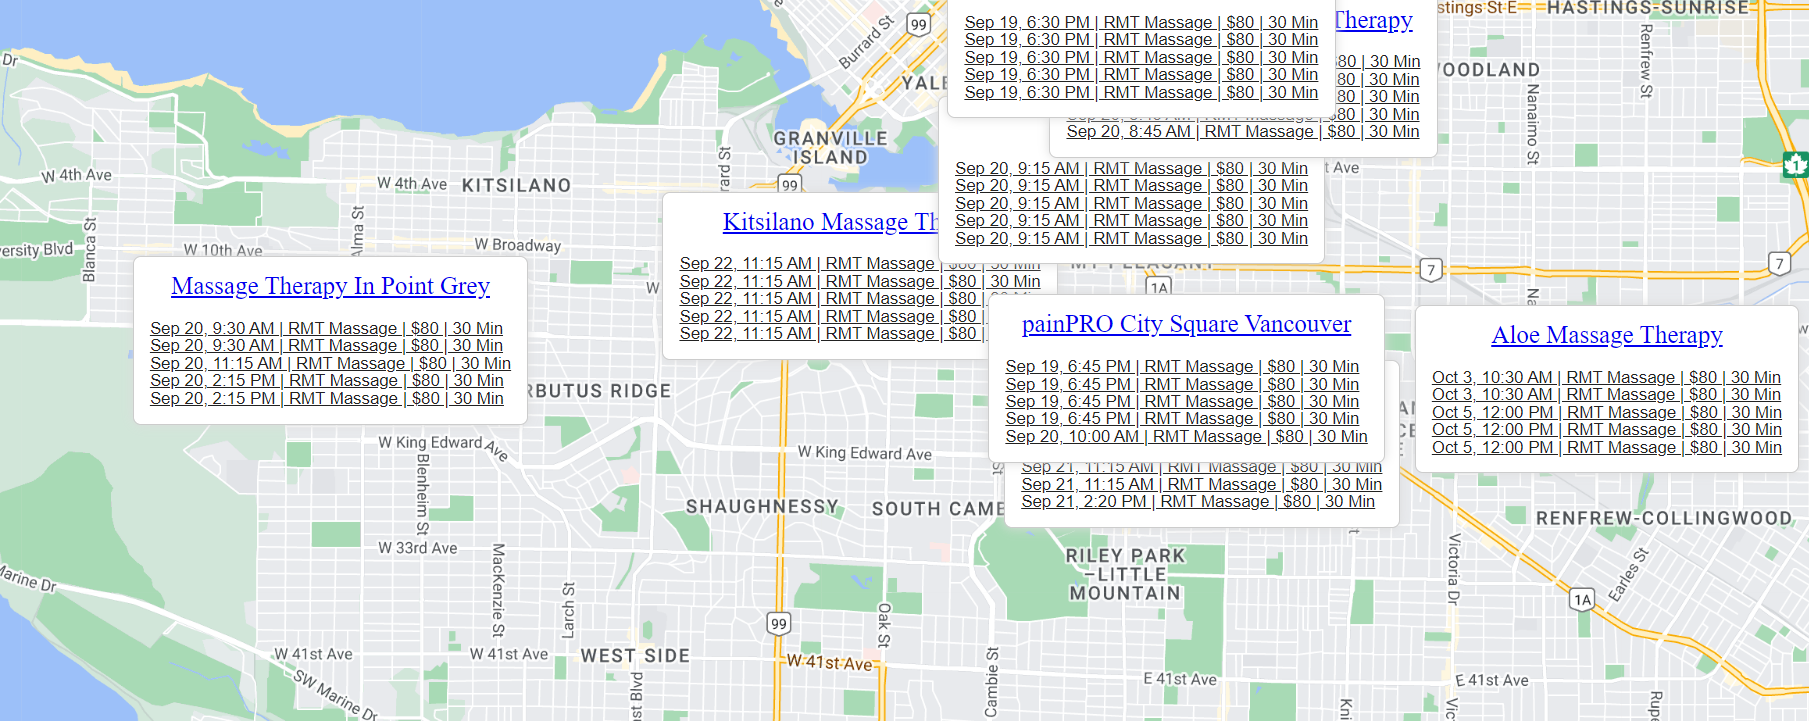 Sep 19, 6:30 PM | RMT Massage | $80 | 30 Min
Sep 19, 6:30 PM | RMT Massage | $80 | 30 Min
Sep 19, 6:30 PM | RMT Massage | $80 | 30 Min
Sep 19, 6:30 PM | RMT Massage | $80 | 30 Min
Sep 19, 6:30 PM | RMT Massage | $80 | 30 Min
Therapy
$80 | 30 Min
$80 | 30 Min
80 | 30 Min
$80 | 30 Min
Sep 20, 8:45 AM | RMT Massage | $80 | 30 Min
Sep 20, 9:15 AM | RMT Massage | $80 | 30 Min
Sep 20, 9:15 AM | RMT Massage | $80 | 30 Min
Sep 20, 9:15 AM | RMT Massage | $80 | 30 Min
Sep 20, 9:15 AM | RMT Massage | $80 | 30 Min
Sep 20, 9:15 AM | RMT Massage | $80 | 30 Min
Kitsilano Massage Th
Sep 22, 11:15 AM | RMT Massage | $80 | 30 Min
Sep 22, 11:15 AM | RMT Massage | $80 | 30 Min
Sep 22, 11:15 AM | RMT Massage | $80 |
Sep 22, 11:15 AM | RMT Massage | $80 |
Sep 22, 11:15 AM | RMT Massage | $80 |
Massage Therapy In Point Grey
Sep 20, 9:30 AM | RMT Massage | $80 | 30 Min
Sep 20, 9:30 AM | RMT Massage | $80 | 30 Min
Sep 20, 11:15 AM | RMT Massage | $80 | 30 Min
Sep 20, 2:15 PM | RMT Massage | $80 | 30 Min
Sep 20, 2:15 PM | RMT Massage | $80 | 30 Min
painPRO City Square Vancouver
Sep 19, 6:45 PM | RMT Massage | $80 | 30 Min
Sep 19, 6:45 PM | RMT Massage | $80 | 30 Min
Sep 19, 6:45 PM | RMT Massage | $80 | 30 Min
Sep 19, 6:45 PM | RMT Massage | $80 | 30 Min
Sep 20, 10:00 AM | RMT Massage | $80 | 30 Min
Sep 21, 11:15 AM | RMT Massage | $80 | 30 Min
Sep 21, 11:15 AM | RMT Massage | $80 | 30 Min
Sep 21, 2:20 PM | RMT Massage | $80 | 30 Min
Aloe Massage Therapy
Oct 3, 10:30 AM | RMT Massage | $80 | 30 Min
Oct 3, 10:30 AM | RMT Massage | $80 | 30 Min
Oct 5, 12:00 PM | RMT Massage | $80 | 30 Min
Oct 5, 12:00 PM | RMT Massage | $80 | 30 Min
Oct 5, 12:00 PM | RMT Massage | $80 | 30 Min
Dr
Burrard St
99
YALE
stings St E
HASTINGS-SUNRISE
Renfrew St
OODLAND
Nanaimo St
GRANVILLE
ISLAND
rard St
99
W 4th Ave
W 4th Ave
KITSILANO
t Ave
1
ersity Blvd
Blanca St
W 10th Ave
Alma St
W Broadway
W
MT PLEASANT
1A
7
7
Na
RBUTUS RIDGE
W King Edward Ave
W King Edward Ave
Blenheim St
SHAUGHNESSY
SOUTH CAMB
St
RENFREW-COLLINGWOOD
W 33rd Ave
MacKenzie St
Larch St
RILEY PARK
–LITTLE
MOUNTAIN
Victoria Dr
Earles St
1A
Marine Dr
99
Oak St
W 41st Ave
W 41st Ave
WEST SIDE
W 41st Ave
Cambie St
E 41st Ave
E 41st Ave
SW Marine Dr
st Blvd
Kni
Vic
Rupe